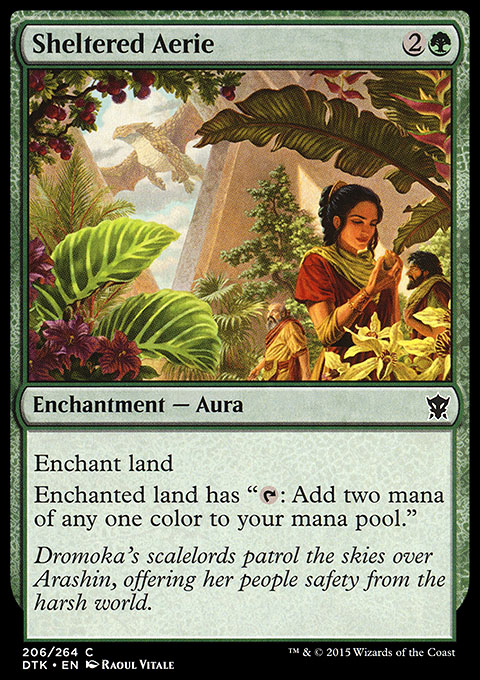 Sheltered Aerie 2
Enchantment — Aura
Enchant land
Enchanted land has “: Add two mana
of any one color to your mana pool.”
Dromoka’s scalelords patrol the skies over
Arashin, offering her people safety from the
harsh world.
206/264 C
DTK • EN Raoul Vitale
™ & © 2015 Wizards of the Coast